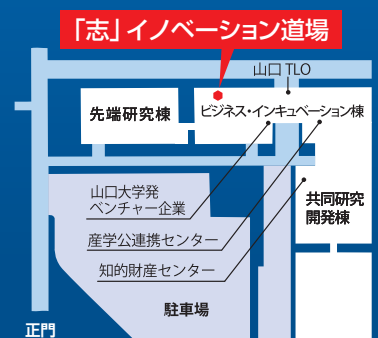 「志」イノベーション道場
山口TLO
先端研究棟
ビジネス・インキュベーション棟
山口大学発
ベンチャー企業
共同研究
開発棟
産学公連携センター
知的財産センター
駐車場
正門